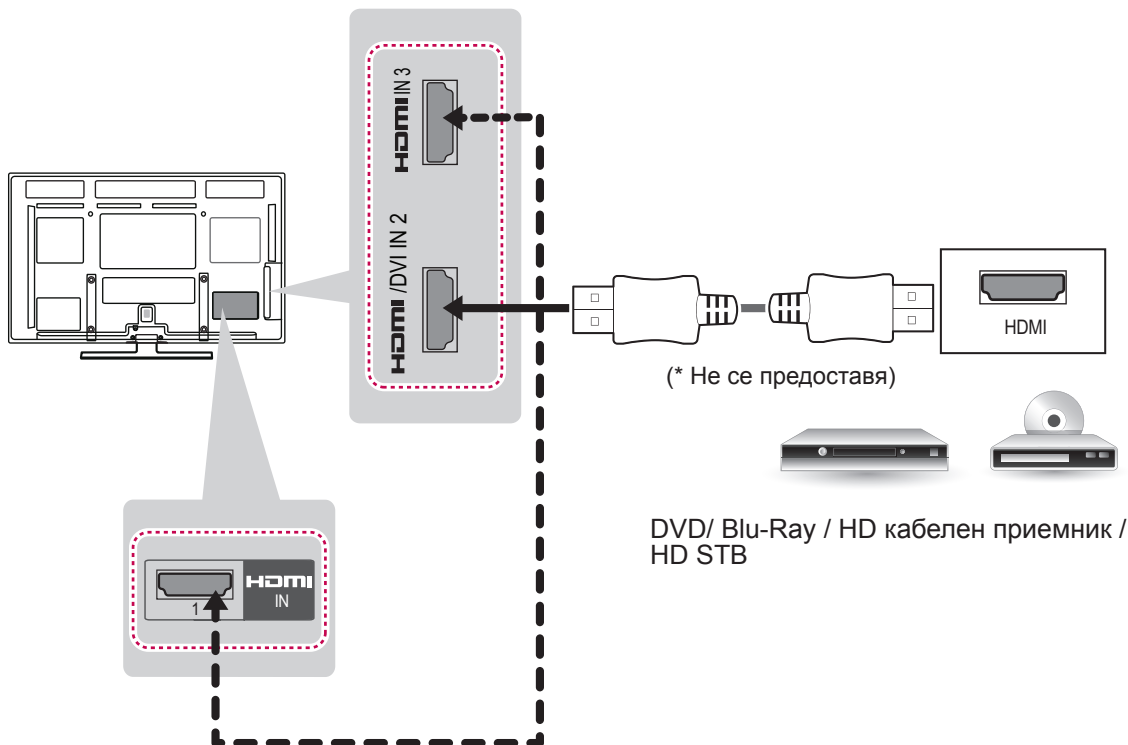 HDMI IN 3
HDMI /DVI IN 2
HDMI
(* Не се предоставя)
DVD/ Blu-Ray / HD кабелен приемник /
HD STB
1
HDMI
IN